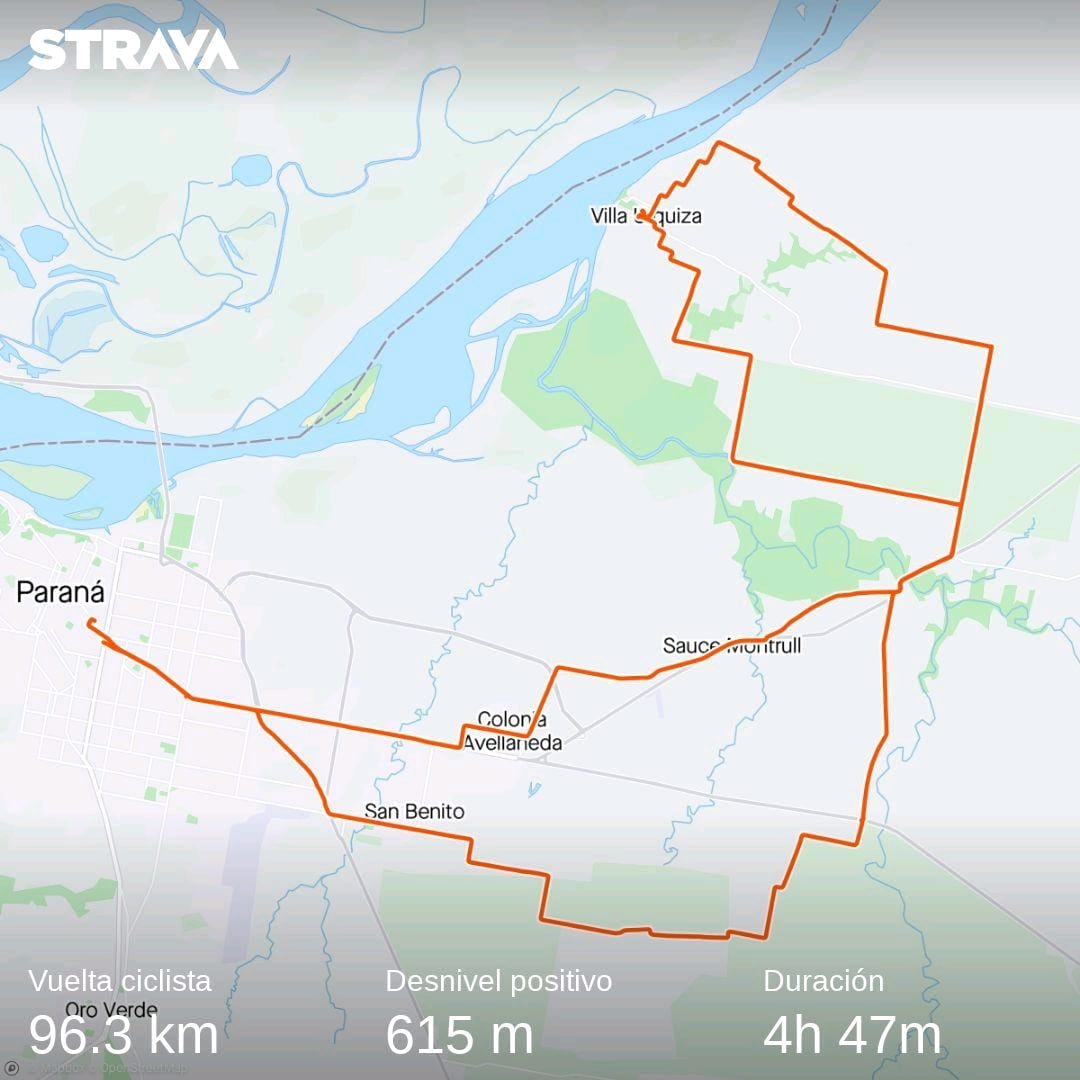 STRAVA
Villa Urquiza
Paraná
Sauce Montrull
Colonia
Avellaneda
San Benito
Vuelta ciclista
Desnivel positivo
Duración
Oro Verde
96.3 km
615 m
4h 47m
© Mapbox © OpenStreetMap